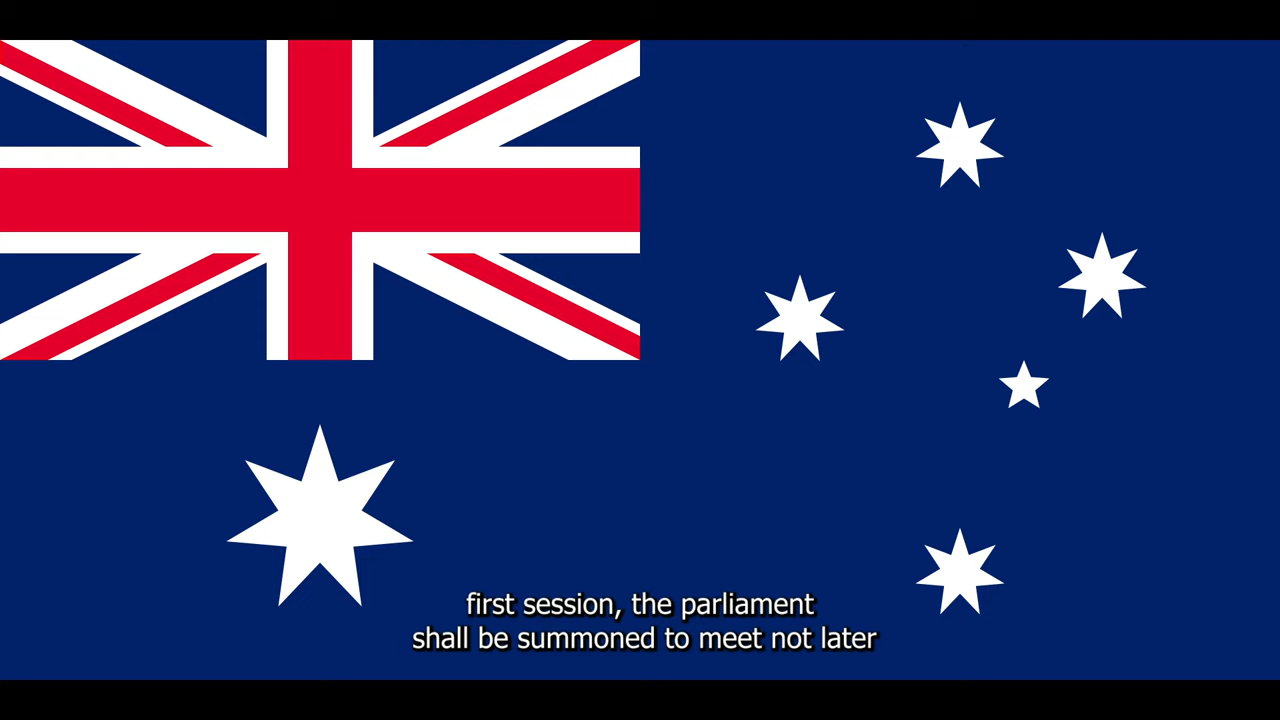 first session, the parliament
shall be summoned to meet not later